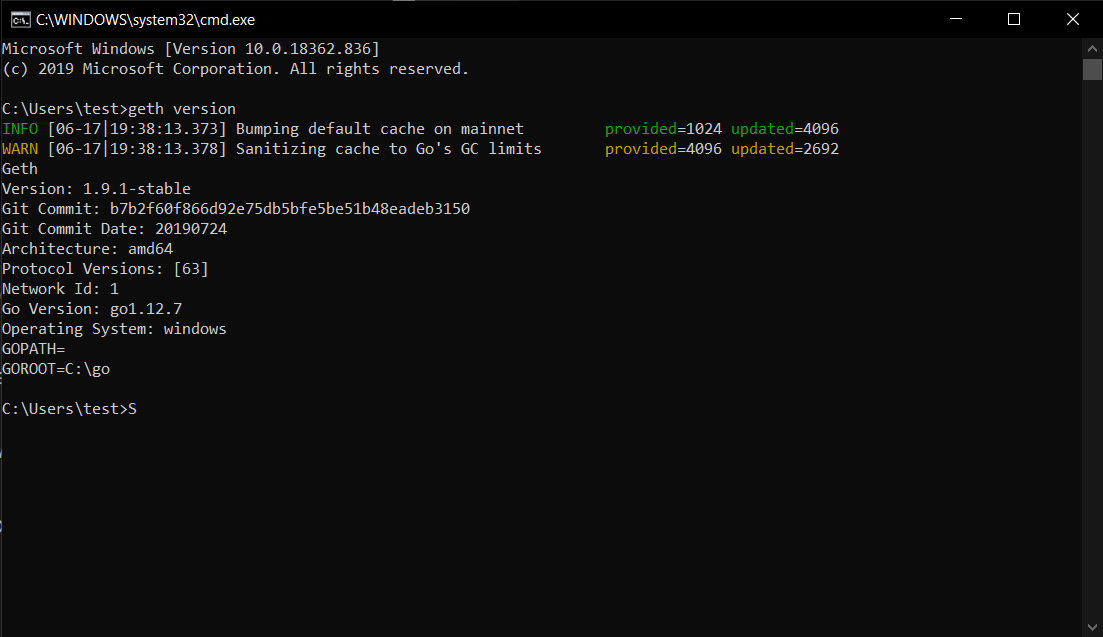 C:\WINDOWS\system32\cmd.exe
Microsoft Windows [Version 10.0.18362.836]
(c) 2019 Microsoft Corporation. All rights reserved.
C:\Users\test>geth version
INFO [06-17|19:38:13.373] Bumping default cache on mainnet provided=1024 updated=4096
WARN [06-17|19:38:13.378] Sanitizing cache to Go's GC limits provided=4096 updated=2692
Geth
Version: 1.9.1-stable
Git Commit: b7b2f60f866d92e75db5bfe5be51b48eadeb3150
Git Commit Date: 20190724
Architecture: amd64
Protocol Versions: [63]
Network Id: 1
Go Version: go1.12.7
Operating System: windows
GOPATH=
GOROOT=C:\go
C:\Users\test>S